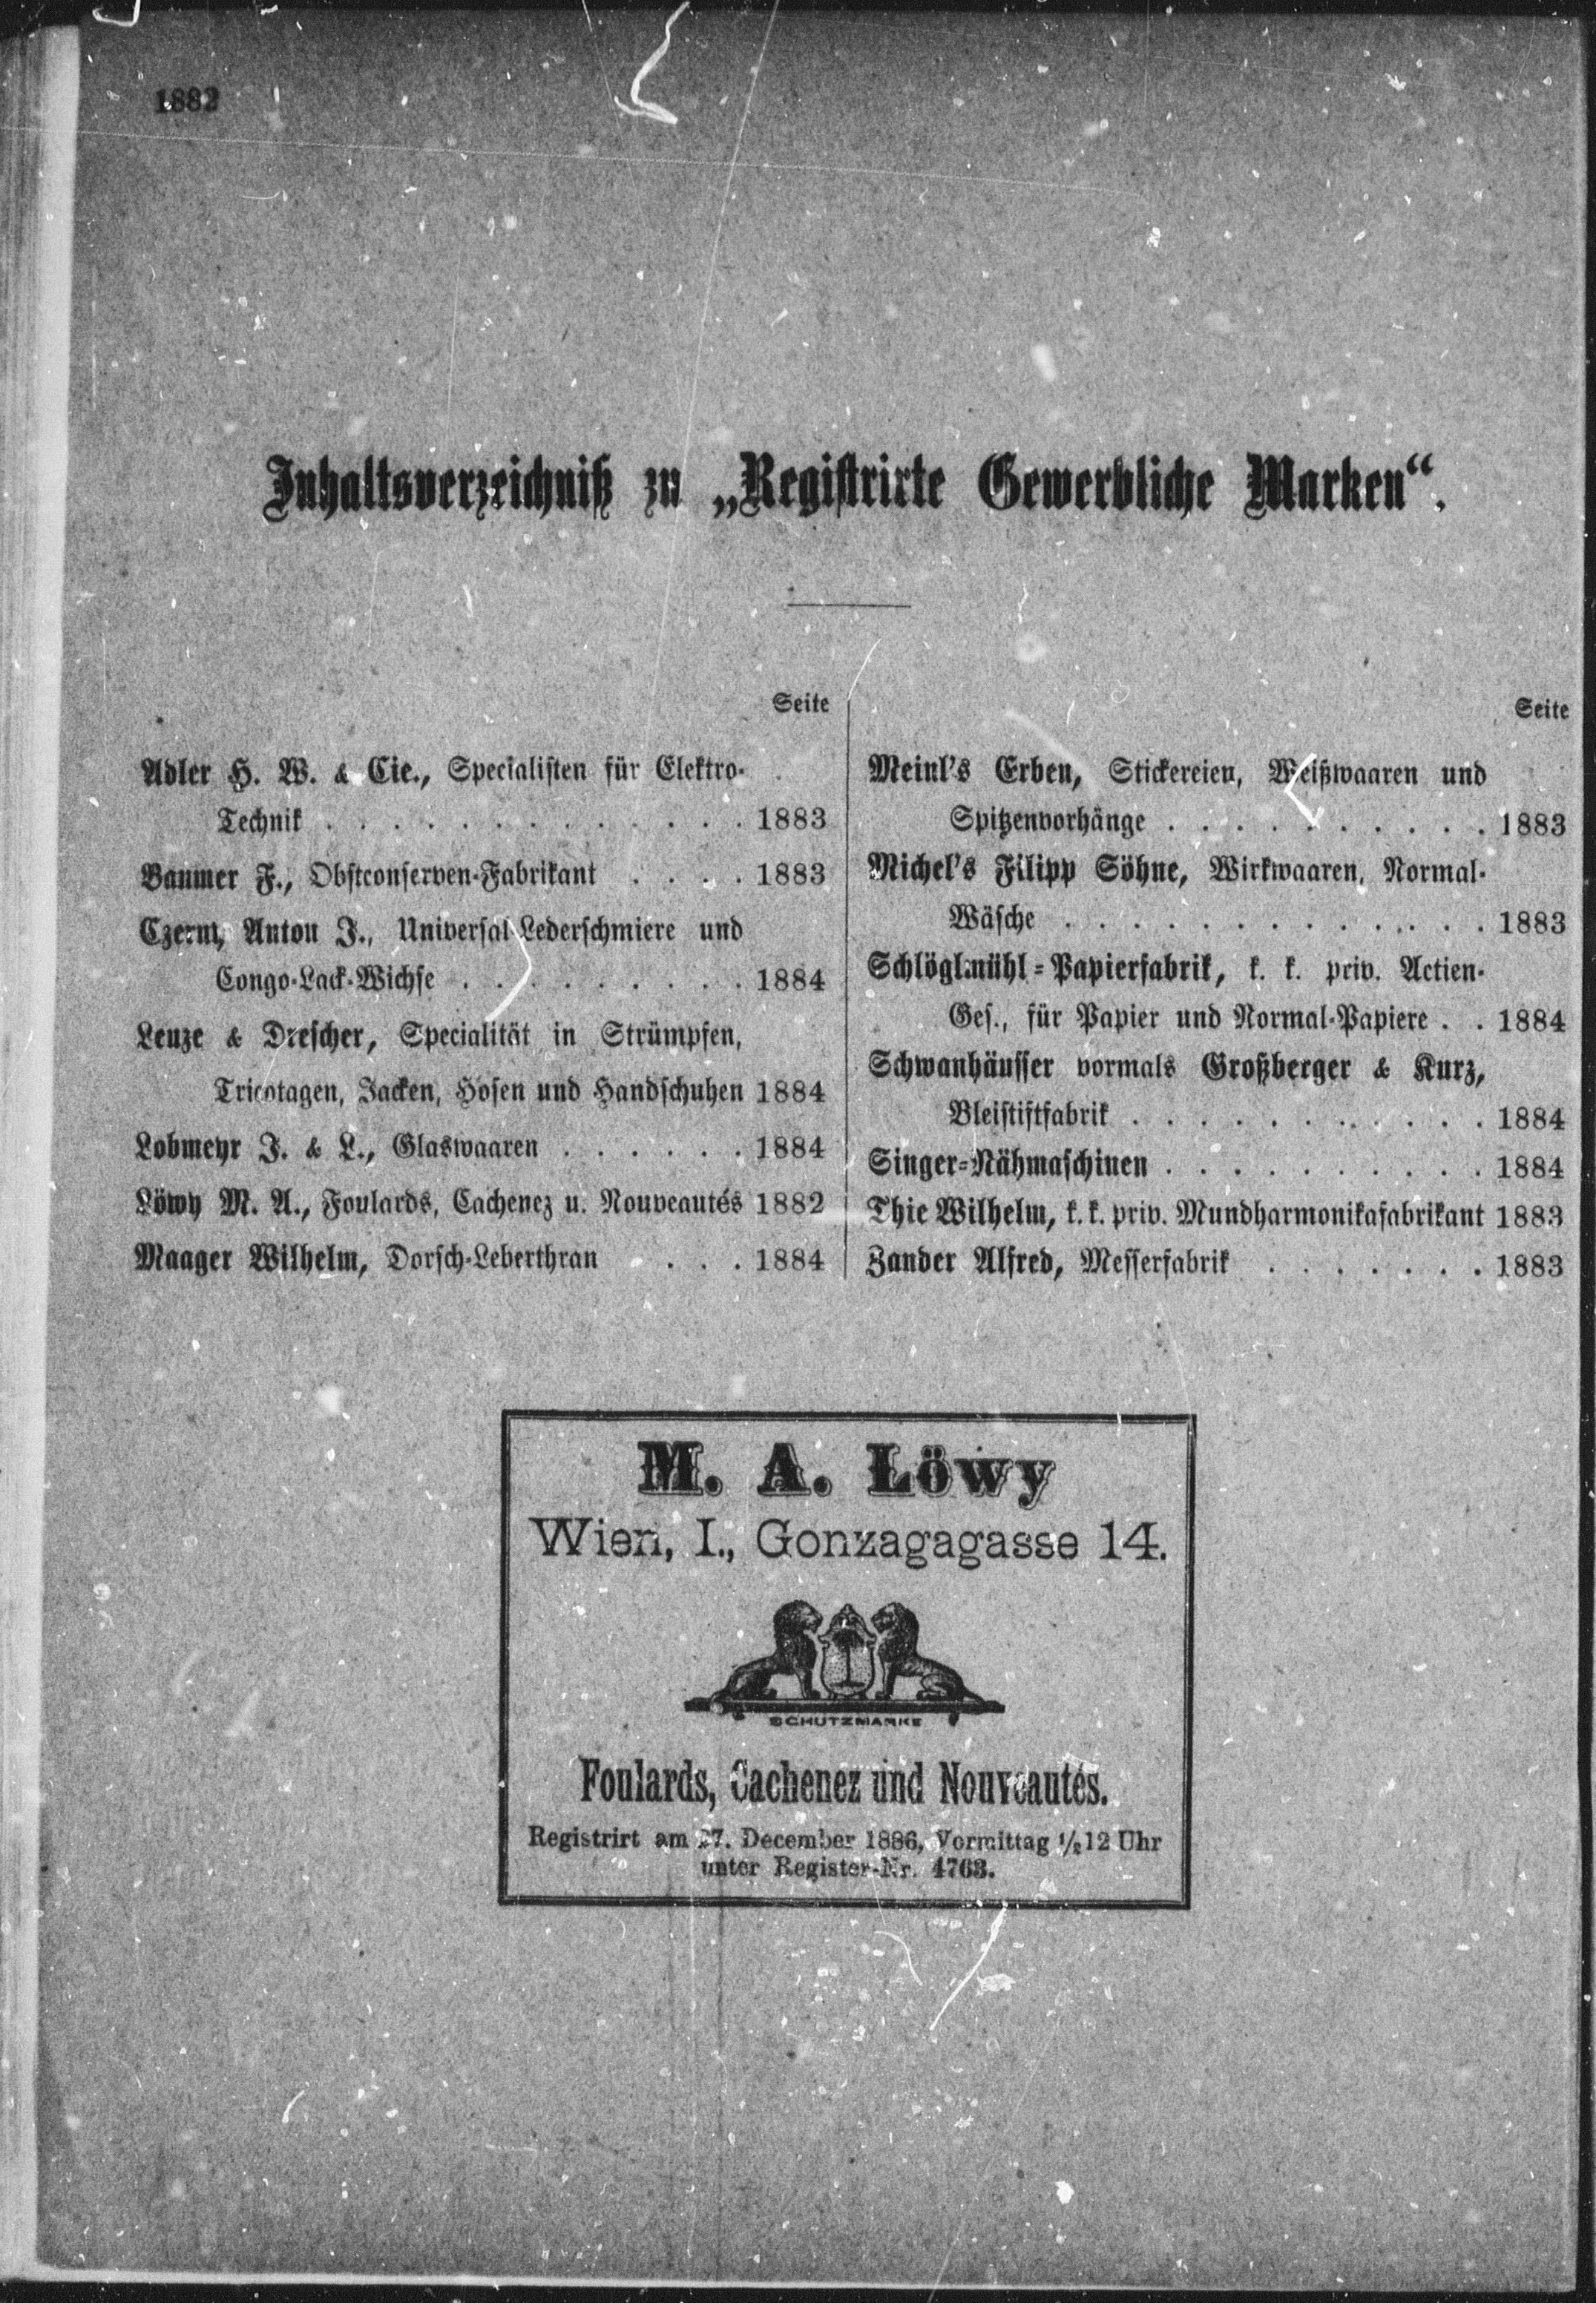 1882
Inhaltsverzeichniß zu „Registrirte Gewerbliche Marken“.
Seite
Adler H. W. & Cie., Specialisten für Elektro-
Technik . . . . . . . . . . . . . 1883
Baumer F., Obstconserven-Fabrikant . . . . 1883
Czerny, Anton J., Universal Lederschmiere und
Congo-Lack-Wichse . . . . . . . . . 1884
Lenze & Drescher, Specialität in Strümpfen,
Tricotagen, Jacken, Hosen und Handschuhen 1884
Lobmeyr J. & L., Glaswaaren . . . . . . 1884
Löwy M. A., Foulards, Cachenez u. Nouveautés 1882
Maager Wilhelm, Dorsch-Leberthran . . . . 1884
Seite
Meinl's Erben, Stickereien, Weißwaaren und
Spitzenvorhänge . . . . . . . . . . 1883
Michel's Filipp Söhne, Wirkwaaren, Normal-
Wäsche . . . . . . . . . . . . . 1883
Schlöglmühl-Papierfabrik, k. k. priv. Actien-
Ges., für Papier und Normal-Papiere . . 1884
Schwanhäusser vormals Großberger & Kurz,
Bleistiftfabrik . . . . . . . . . . . 1884
Singer-Nähmaschinen . . . . . . . . . . 1884
Thie Wilhelm, k. k. priv. Mundharmonikafabrikant 1883
Zander Alfred, Messerfabrik . . . . . . . 1883
M. A. Löwy
Wien, I., Gonzagagasse 14.
SCHUTZMARKE
Foulards, Cachenez und Nouveautés.
Registrirt am 27. December 1886, Vormittag ½12 Uhr
unter Register-Nr. 4763.